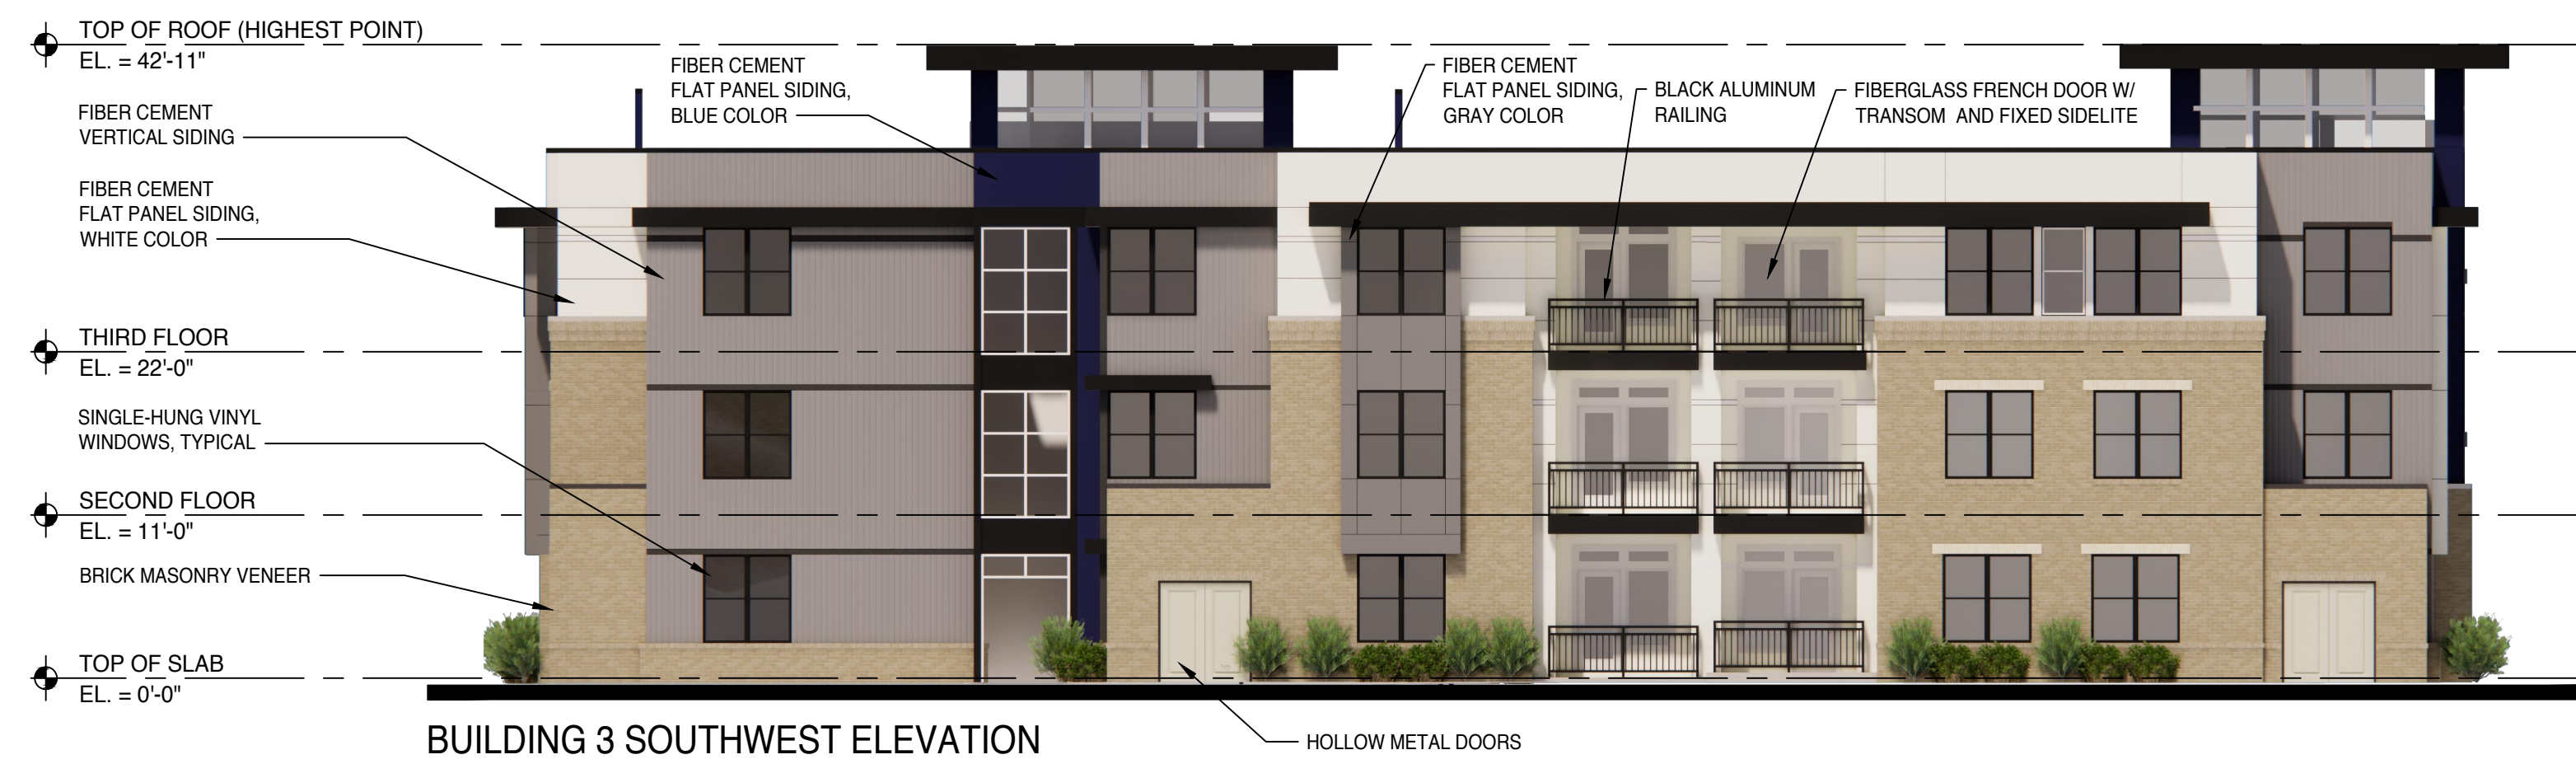 TOP OF ROOF (HIGHEST POINT)
EL. = 42'-11"
FIBER CEMENT
VERTICAL SIDING
FIBER CEMENT
FLAT PANEL SIDING,
WHITE COLOR
THIRD FLOOR
EL. = 22'-0"
SINGLE-HUNG VINYL
WINDOWS, TYPICAL
SECOND FLOOR
EL. = 11'-0"
BRICK MASONRY VENEER
TOP OF SLAB
EL. = 0'-0"
FIBER CEMENT
FLAT PANEL SIDING,
BLUE COLOR
FIBER CEMENT
FLAT PANEL SIDING,
GRAY COLOR
BLACK ALUMINUM
RAILING
FIBERGLASS FRENCH DOOR W/
TRANSOM AND FIXED SIDELITE
HOLLOW METAL DOORS
BUILDING 3 SOUTHWEST ELEVATION